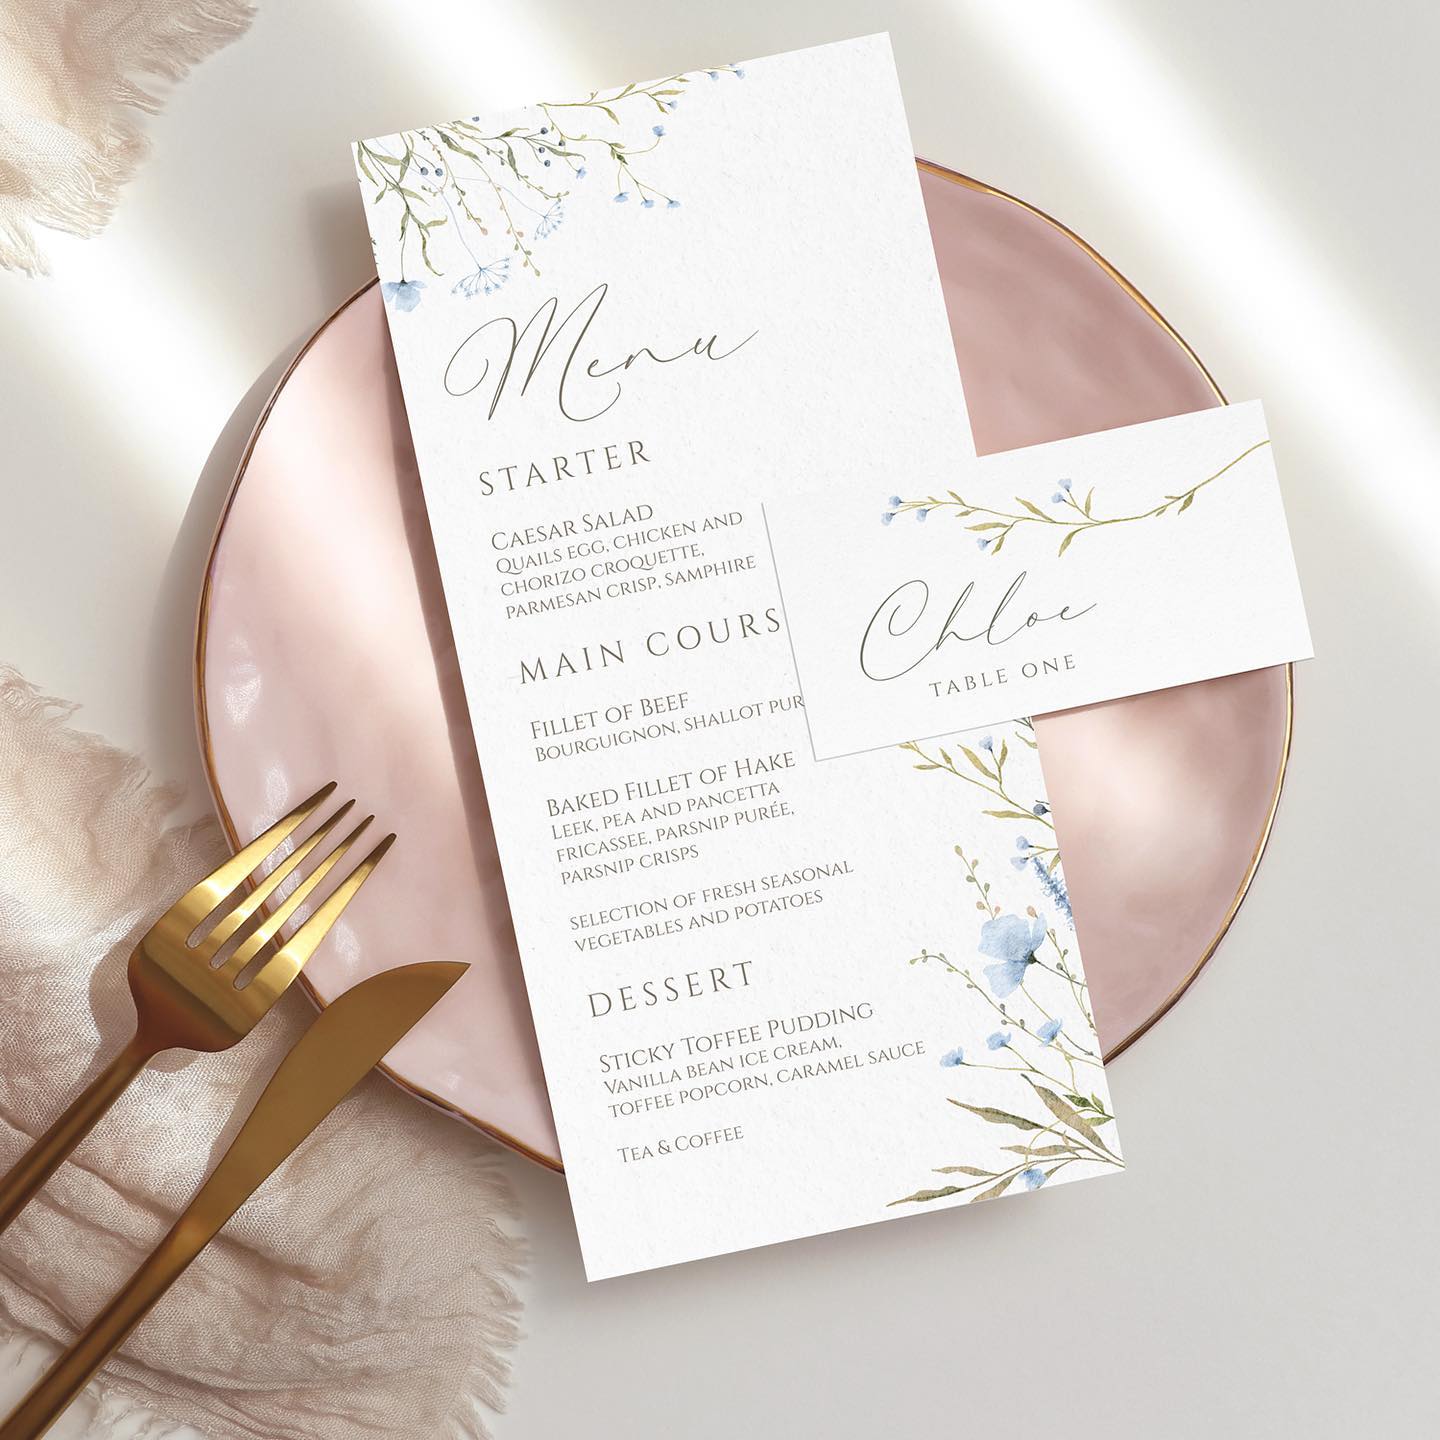 Menu
STARTER
CAESAR SALAD
QUAILS EGG, CHICKEN AND
CHORIZO CROQUETTE,
PARMESAN CRISP, SAMPHIRE
MAIN COURS
FILLET OF BEEF
BOURGUIGNON, SHALLOT PUR
BAKED FILLET OF HAKE
LEEK, PEA AND PANCETTA
FRICASSEE, PARSNIP PURÉE,
PARSNIP CRISPS
SELECTION OF FRESH SEASONAL
VEGETABLES AND POTATOES
DESSERT
STICKY TOFFEE PUDDING
VANILLA BEAN ICE CREAM,
TOFFEE POPCORN, CARAMEL SAUCE
TEA & COFFEE
Chloe
TABLE ONE